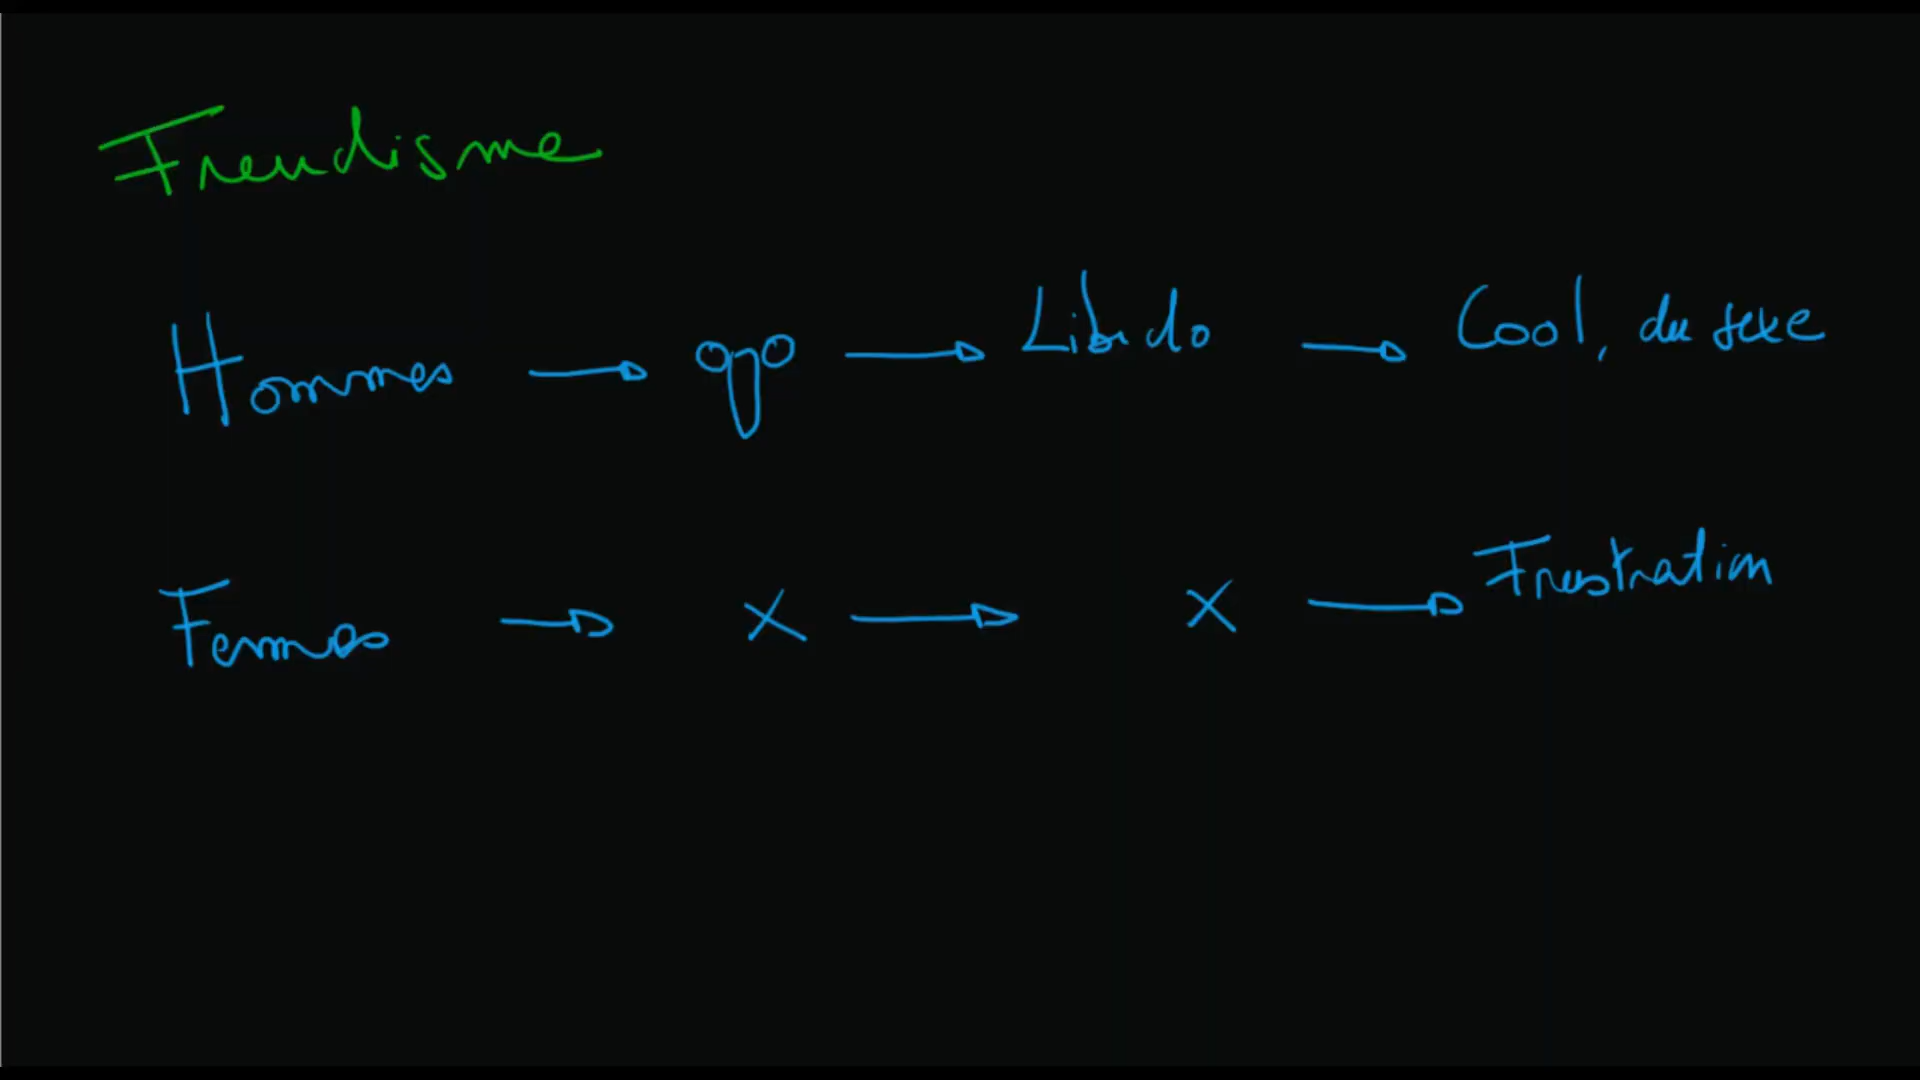 Freudisme
Hommes → → Libido → Cool, du sexe
Femmes → X → X → Frustration